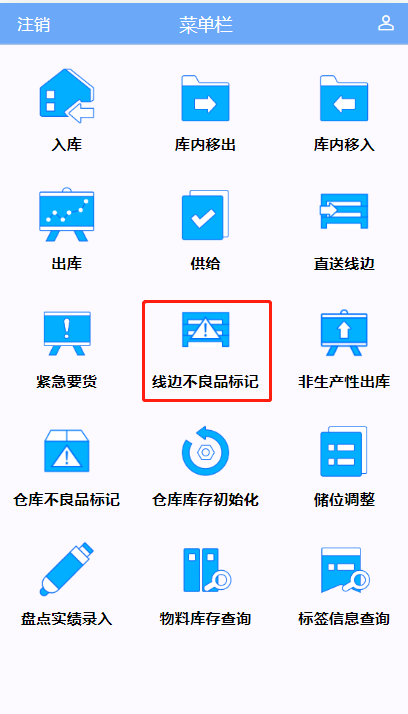 注销 菜单栏
入库 库内移出 库内移入
出库 供给 直送线边
紧急要货 线边不良品标记 非生产性出库
仓库不良品标记 仓库库存初始化 储位调整
盘点实绩录入 物料库存查询 标签信息查询